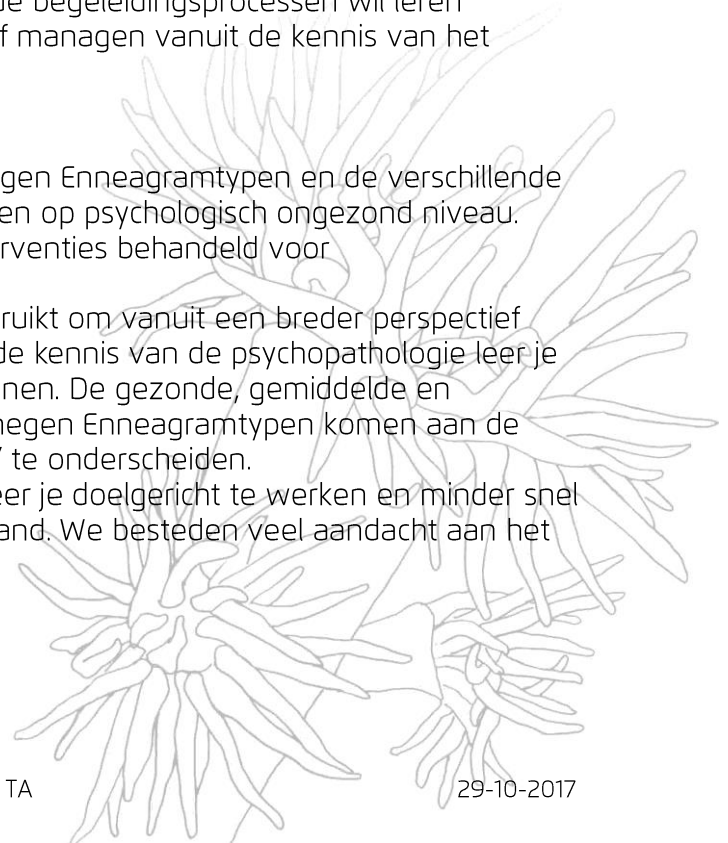 de begeleidingsprocessen wil leren
f managen vanuit de kennis van het
gen Enneagramtypen en de verschillende
en op psychologisch ongezond niveau.
rventies behandeld voor
ruikt om vanuit een breder perspectief
de kennis van de psychopathologie leer je
nen. De gezonde, gemiddelde en
negen Enneagramtypen komen aan de
’ te onderscheiden.
eer je doelgericht te werken en minder snel
and. We besteden veel aandacht aan het
TA 29-10-2017